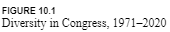 FIGURE 10.1
Diversity in Congress, 1971–2020